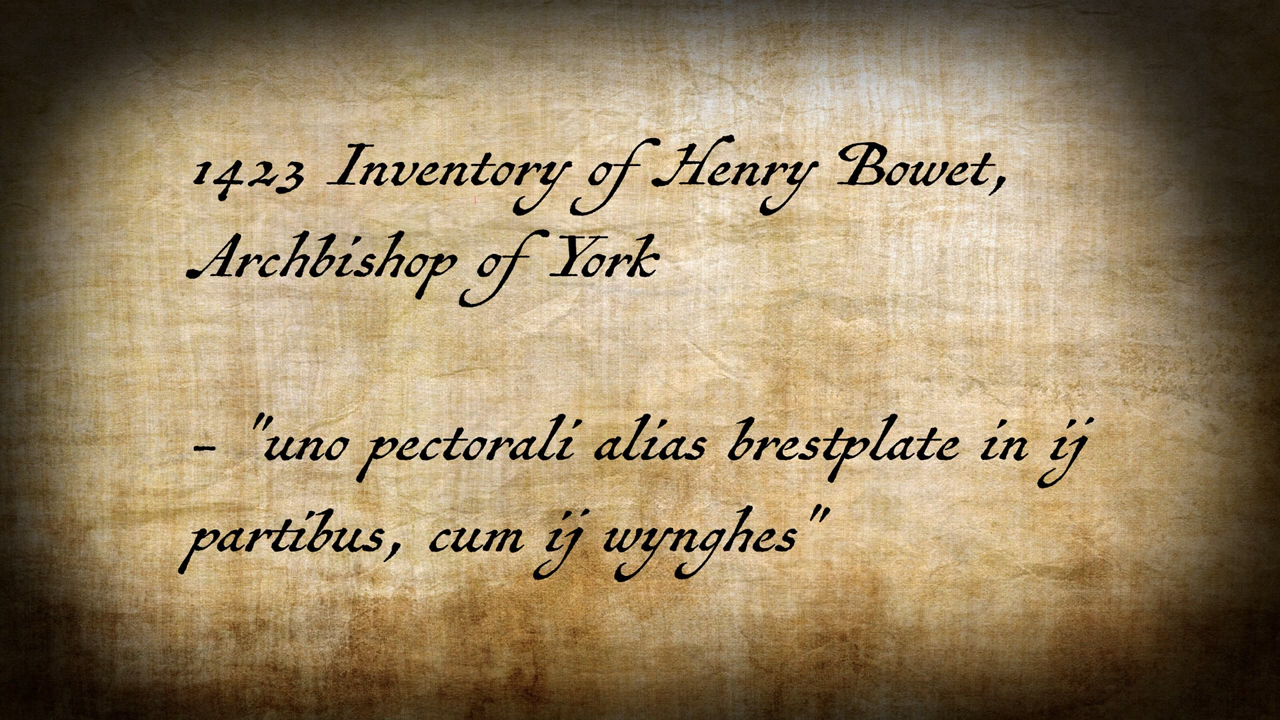 1423 Inventory of Henry Bowet,
Archbishop of York
- "uno pectorali alias brestplate in ij
partibus, cum ij wynghes"